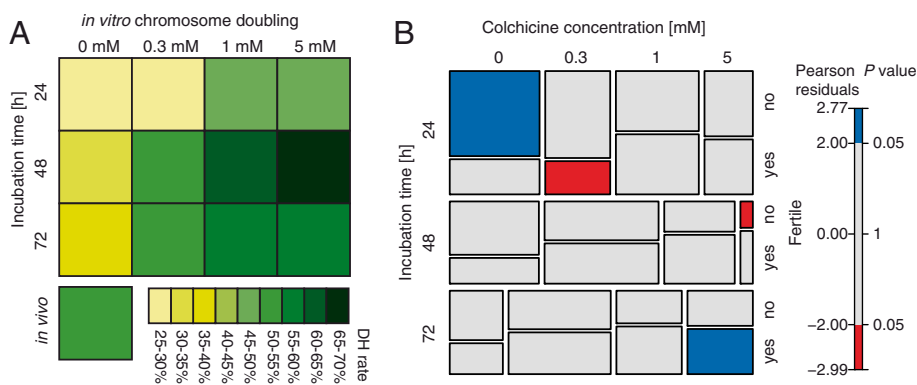 A
in vitro chromosome doubling
0 mM 0.3 mM 1 mM 5 mM
Incubation time [h]
24
48
72
in vivo
25-30%
30-35%
35-40%
40-45%
45-50%
50-55%
55-60%
60-65%
65-70%
DH rate
B
Colchicine concentration [mM]
0 0.3 1 5
Incubation time [h]
24
48
72
no
yes
no
yes
no
yes
Fertile
Pearson residuals
P value
2.77
2.00 0.05
0.00 1
−2.00 0.05
−2.99